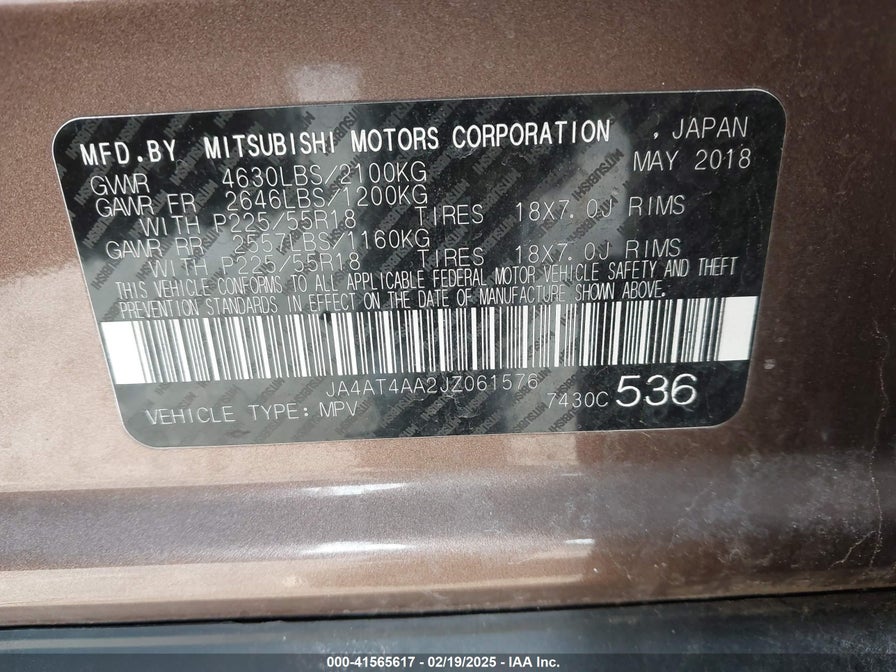 MFD.BY MITSUBISHI MOTORS CORPORATION , JAPAN
GVWR 4630LBS/2100KG MAY 2018
GAWR FR 2646LBS/1200KG
WITH P225/55R18 TIRES 18X7.0J RIMS
GAWR RR 2557LBS/1160KG
WITH P225/55R18 TIRES 18X7.0J RIMS
THIS VEHICLE CONFORMS TO ALL APPLICABLE FEDERAL MOTOR VEHICLE SAFETY AND THEFT
PREVENTION STANDARDS IN EFFECT ON THE DATE OF MANUFACTURE SHOWN ABOVE.
JA4AT4AA2JZ061576
VEHICLE TYPE: MPV 7430C 536
000-41565617 - 02/19/2025 - IAA Inc.